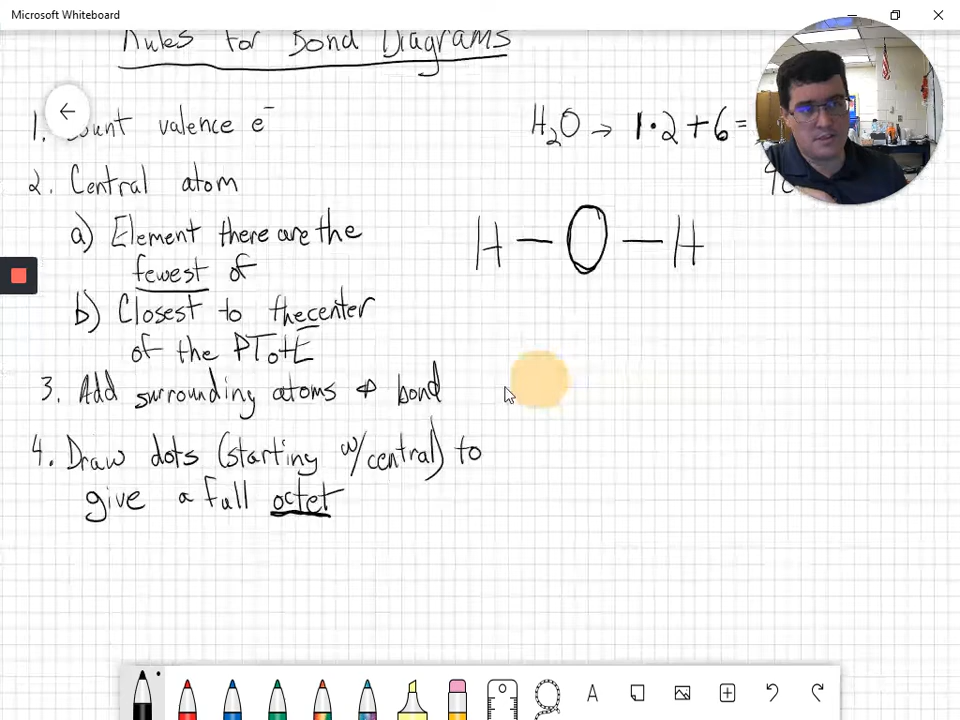 Microsoft Whiteboard
Rules for Bond Diagrams
1. Count valence e⁻
2. Central atom
a) Element there are the
fewest of
b) Closest to the center
of the PTotE
3. Add surrounding atoms + bond
4. Draw dots (starting w/central) to
give a full octet
H₂O → 1·2+6=
H—O—H
A